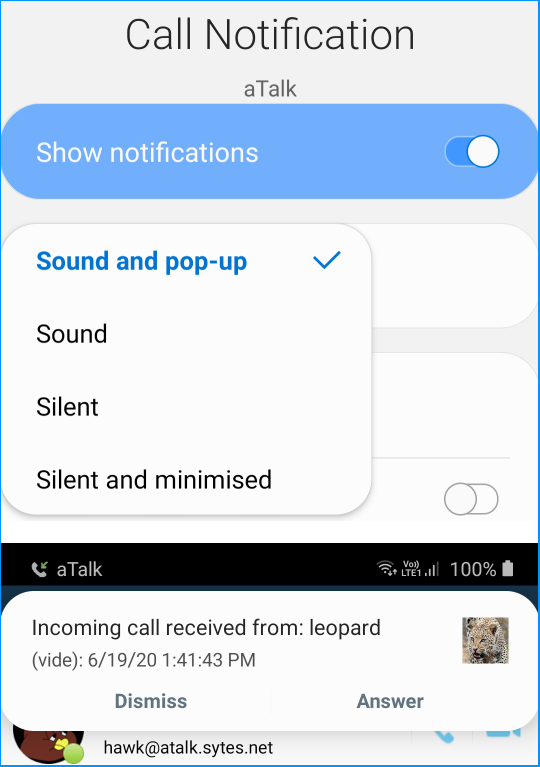 Call Notification
aTalk
Show notifications
Sound and pop-up
Sound
Silent
Silent and minimised
aTalk Vo)) LTE1 100%
Incoming call received from: leopard
(vide): 6/19/20 1:41:43 PM
Dismiss Answer
hawk@atalk.sytes.net